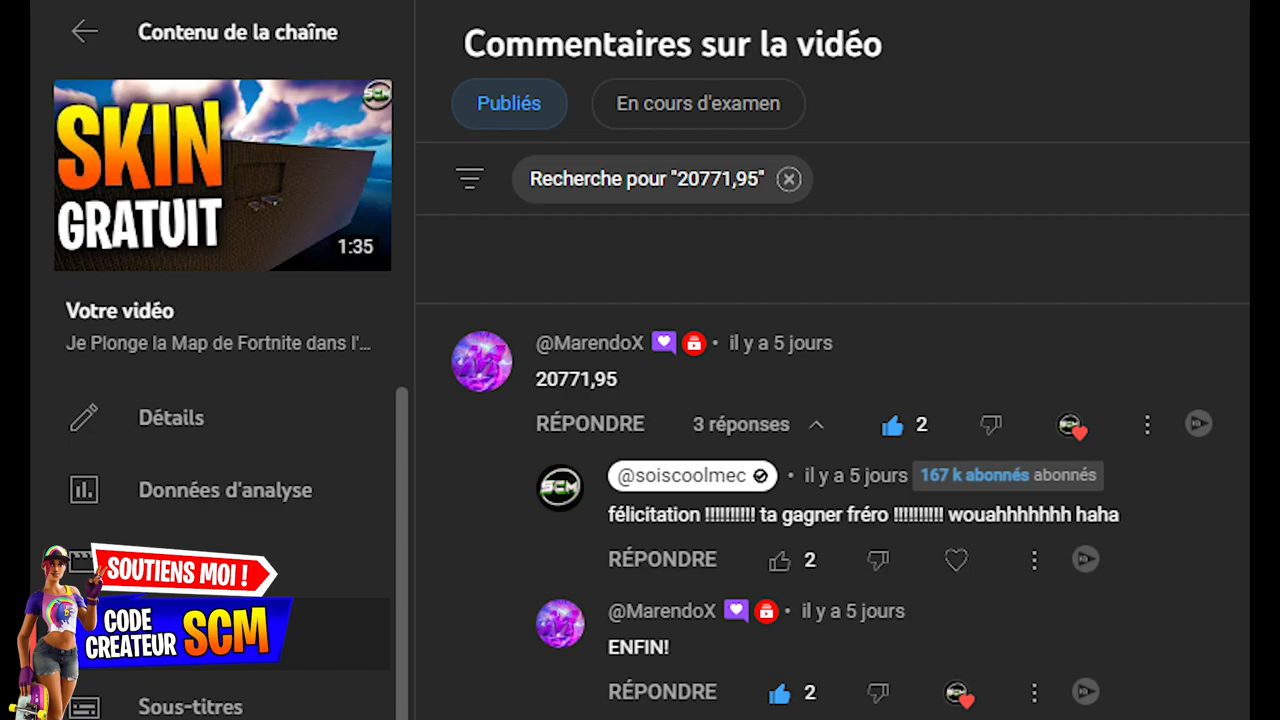 Contenu de la chaîne
SKIN
GRATUIT
SCM
1:35
Votre vidéo
Je Plonge la Map de Fortnite dans l'...
Détails
Données d'analyse
SOUTIENS MOI !
CODE
CREATEUR SCM
Sous-titres
Commentaires sur la vidéo
Publiés
En cours d'examen
Recherche pour "20771,95"
@MarendoX • il y a 5 jours
20771,95
RÉPONDRE 3 réponses 2
SCM
@soiscoolmec • il y a 5 jours 167 k abonnés abonnés
félicitation !!!!!!!!!! ta gagner fréro !!!!!!!!!! wouahhhhhhh haha
RÉPONDRE 2
@MarendoX • il y a 5 jours
ENFIN!
RÉPONDRE 2